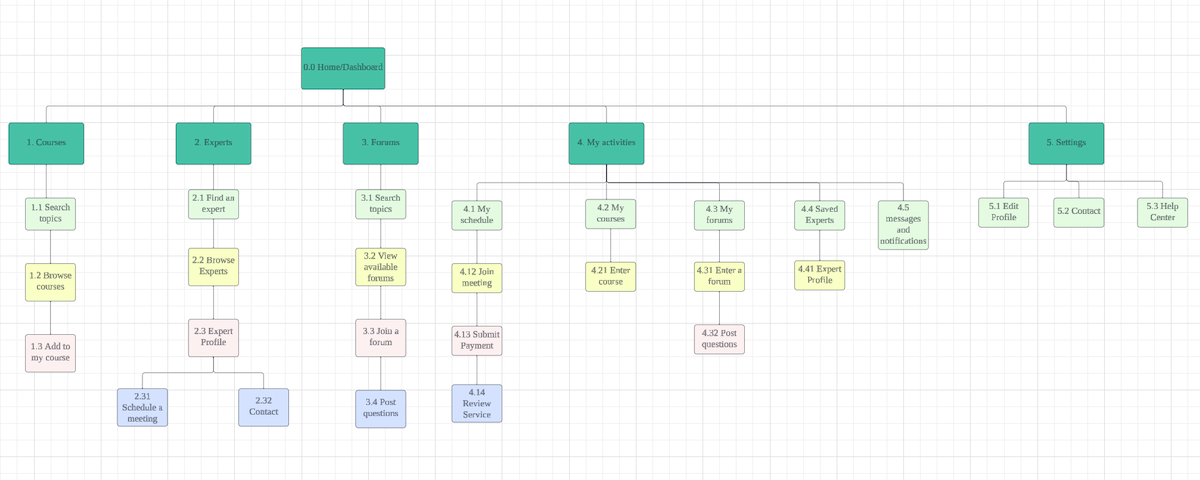 0.0 Home/Dashboard
1. Courses
2. Experts
3. Forums
4. My activities
5. Settings
1.1 Search
topics
1.2 Browse
courses
1.3 Add to
my course
2.1 Find an
expert
2.2 Browse
Experts
2.3 Expert
Profile
2.31
Schedule a
meeting
2.32
Contact
3.1 Search
topics
3.2 View
available
forums
3.3 Join a
forum
3.4 Post
questions
4.1 My
schedule
4.12 Join
meeting
4.13 Submit
Payment
4.14
Review
Service
4.2 My
courses
4.21 Enter
course
4.3 My
forums
4.31 Enter a
forum
4.32 Post
questions
4.4 Saved
Experts
4.41 Expert
Profile
4.5
messages
and
notifications
5.1 Edit
Profile
5.2 Contact
5.3 Help
Center